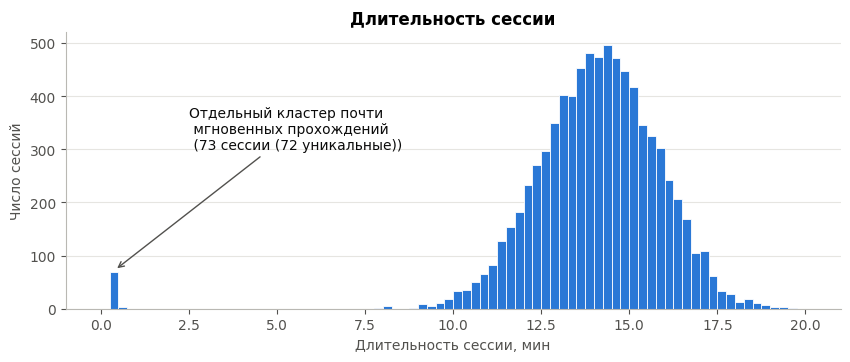 Длительность сессии
Число сессий
500
400
300
200
100
0
Отдельный кластер почти
мгновенных прохождений
(73 сессии (72 уникальные))
0.0 2.5 5.0 7.5 10.0 12.5 15.0 17.5 20.0
Длительность сессии, мин